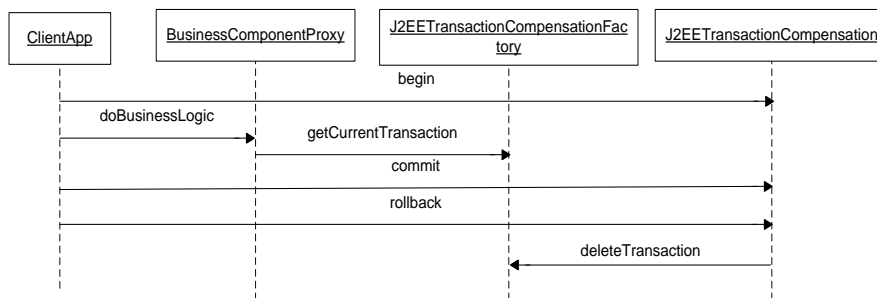 ClientApp
BusinessComponentProxy
J2EETransactionCompensationFac
tory
J2EETransactionCompensation
begin
doBusinessLogic
getCurrentTransaction
commit
rollback
deleteTransaction